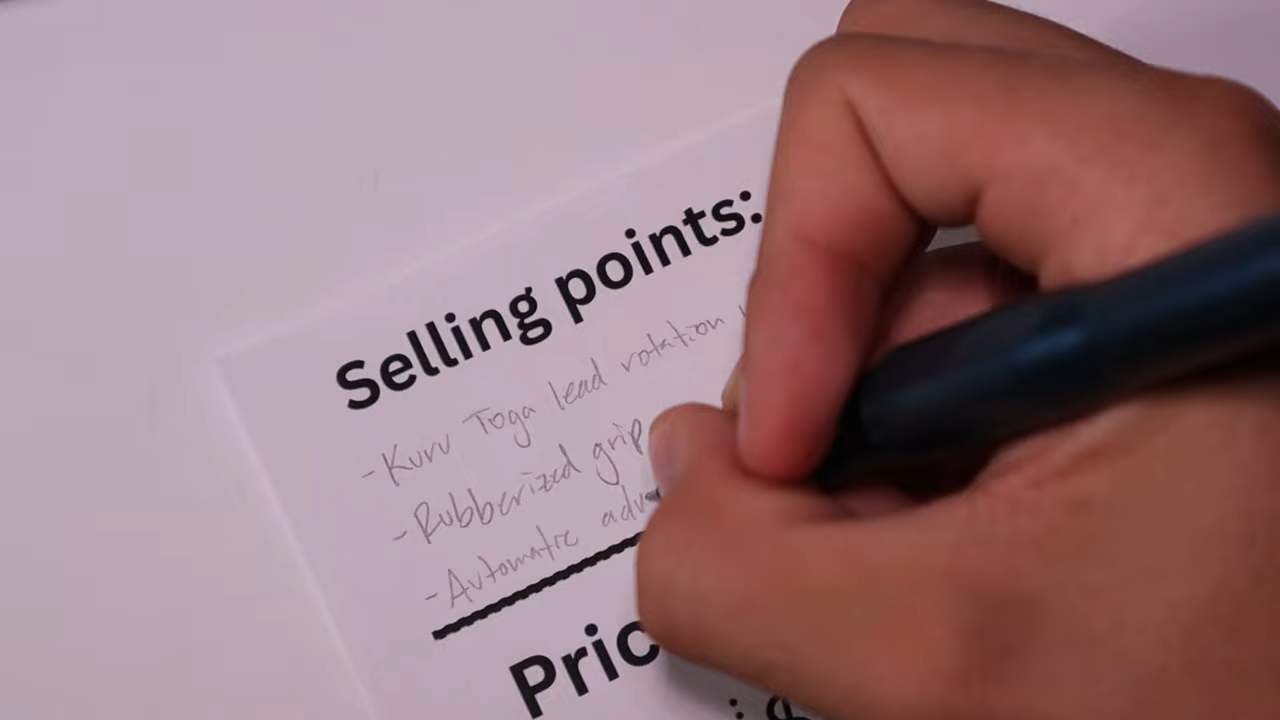 Selling points:
-Kuru Toga lead rotation
-Rubberized grip
-Automatic adv
Pric
: &